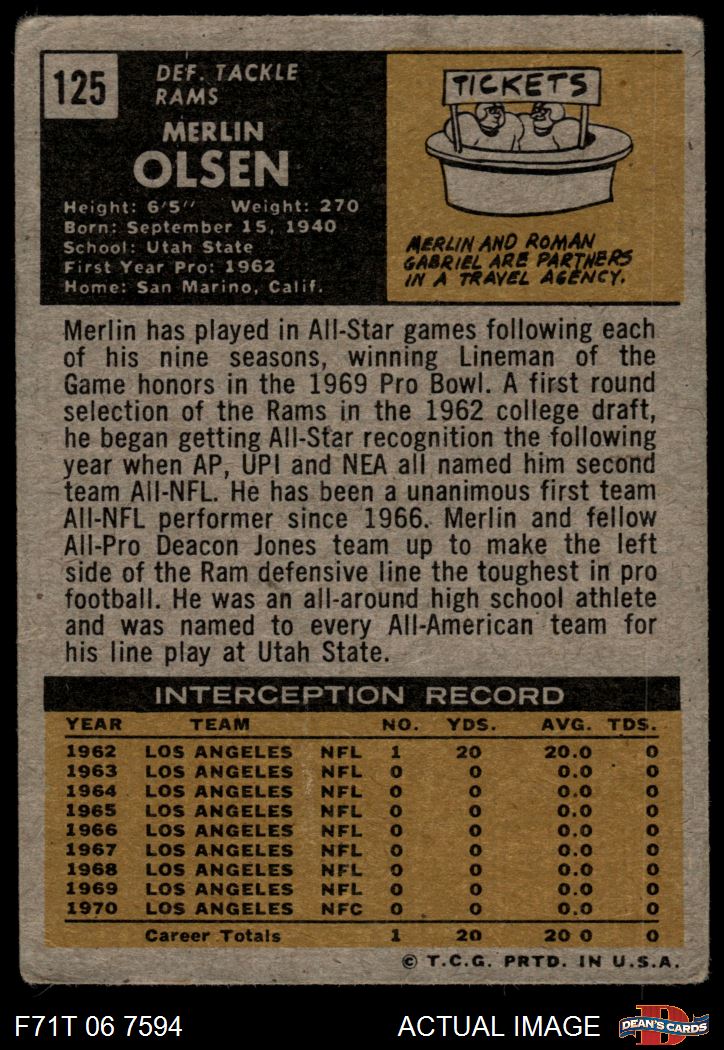 125
DEF. TACKLE
RAMS
MERLIN
OLSEN
Height: 6'5" Weight: 270
Born: September 15, 1940
School: Utah State
First Year Pro: 1962
Home: San Marino, Calif.
TICKETS
MERLIN AND ROMAN
GABRIEL ARE PARTNERS
IN A TRAVEL AGENCY.
Merlin has played in All-Star games following each
of his nine seasons, winning Lineman of the
Game honors in the 1969 Pro Bowl. A first round
selection of the Rams in the 1962 college draft,
he began getting All-Star recognition the following
year when AP, UPI and NEA all named him second
team All-NFL. He has been a unanimous first team
All-NFL performer since 1966. Merlin and fellow
All-Pro Deacon Jones team up to make the left
side of the Ram defensive line the toughest in pro
football. He was an all-around high school athlete
and was named to every All-American team for
his line play at Utah State.
INTERCEPTION RECORD
YEAR TEAM NO. YDS. AVG. TDS.
1962 LOS ANGELES NFL 1 20 20.0 0
1963 LOS ANGELES NFL 0 0 0.0 0
1964 LOS ANGELES NFL 0 0 0.0 0
1965 LOS ANGELES NFL 0 0 0.0 0
1966 LOS ANGELES NFL 0 0 0.0 0
1967 LOS ANGELES NFL 0 0 0.0 0
1968 LOS ANGELES NFL 0 0 0.0 0
1969 LOS ANGELES NFL 0 0 0.0 0
1970 LOS ANGELES NFC 0 0 0.0 0
Career Totals 1 20 20 0 0
© T.C.G. PRTD. IN U.S.A.
F71T 06 7594 ACTUAL IMAGE D DEAN'S CARDS